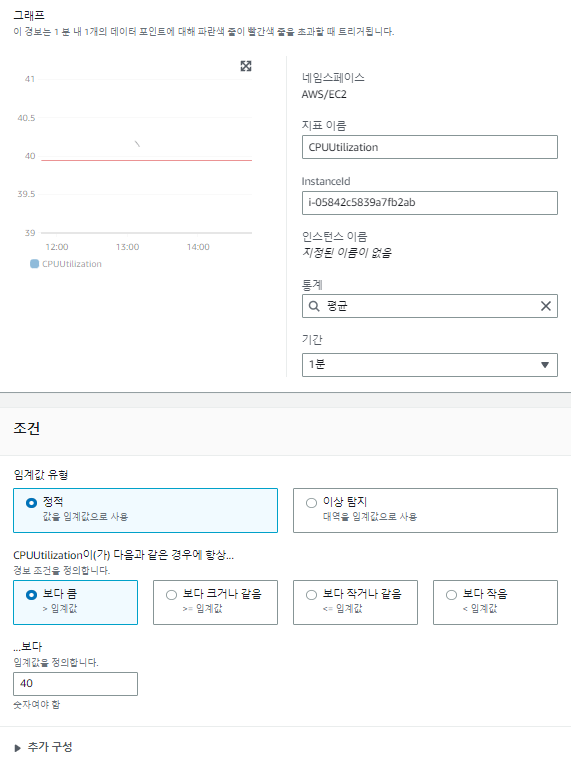 그래프
이 경보는 1 분 내 1개의 데이터 포인트에 대해 파란색 줄이 빨간색 줄을 초과할 때 트리거됩니다.
41
40.5
40
39.5
39
12:00 13:00 14:00
CPUUtilization
네임스페이스
AWS/EC2
지표 이름
CPUUtilization
InstanceId
i-05842c5839a7fb2ab
인스턴스 이름
지정된 이름이 없음
통계
평균
기간
1분
조건
임계값 유형
정적
값을 임계값으로 사용
이상 탐지
대역을 임계값으로 사용
CPUUtilization이(가) 다음과 같은 경우에 항상...
경보 조건을 정의합니다.
보다 큼
> 임계값
보다 크거나 같음
>= 임계값
보다 작거나 같음
<= 임계값
보다 작음
< 임계값
...보다
임계값을 정의합니다.
40
숫자여야 함
추가 구성